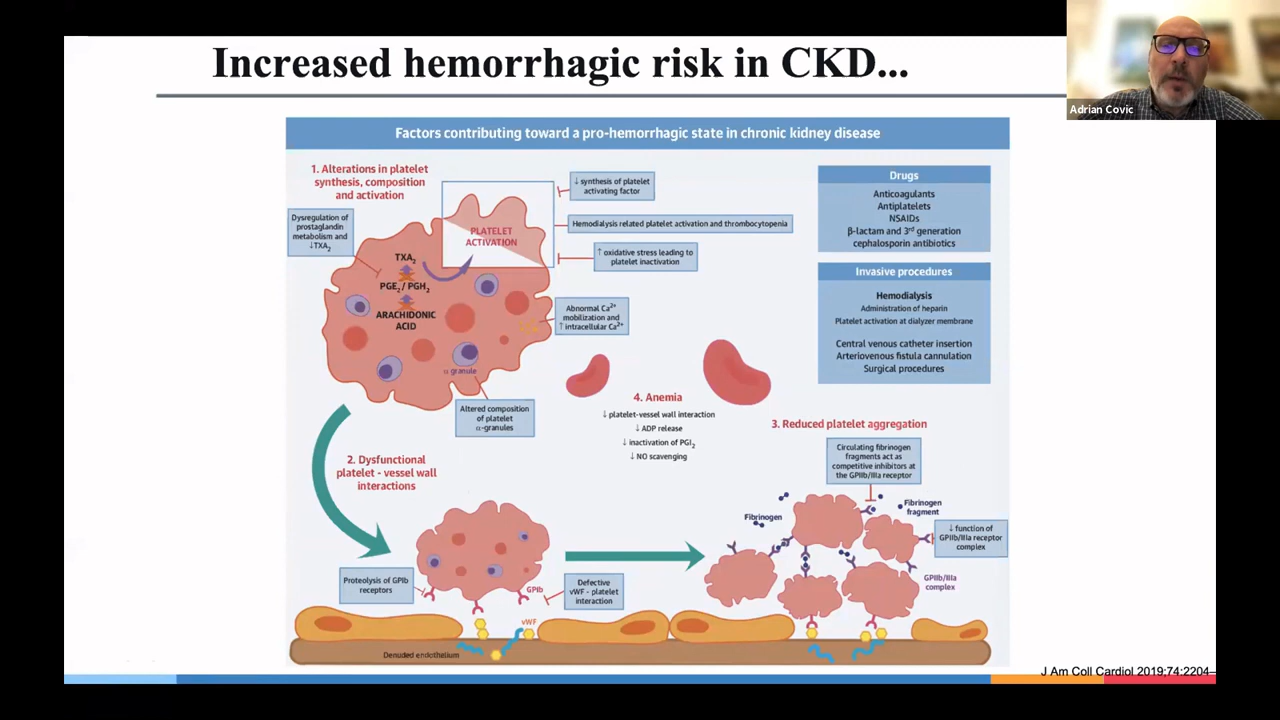 Increased hemorrhagic risk in CKD...
Adrian Covic
Factors contributing toward a pro-hemorrhagic state in chronic kidney disease
1. Alterations in platelet
synthesis, composition
and activation
Dysregulation of
prostaglandin
metabolism and
↓TXA2
PLATELET
ACTIVATION
TXA2
PGE2 / PGH2
ARACHIDONIC
ACID
α granule
↓ synthesis of platelet
activating factor
Hemodialysis related platelet activation and thrombocytopenia
↑ oxidative stress leading to
platelet inactivation
Abnormal Ca2+
mobilization and
↑ intracellular Ca2+
Altered composition
of platelet
α-granules
Drugs
Anticoagulants
Antiplatelets
NSAIDs
β-lactam and 3rd generation
cephalosporin antibiotics
Invasive procedures
Hemodialysis
Administration of heparin
Platelet activation at dialyzer membrane
Central venous catheter insertion
Arteriovenous fistula cannulation
Surgical procedures
4. Anemia
↓ platelet-vessel wall interaction
↓ ADP release
↓ inactivation of PGI2
↓ NO scavenging
2. Dysfunctional
platelet - vessel wall
interactions
Proteolysis of GPIb
receptors
GPIb
Defective
vWF - platelet
interaction
vWF
Denuded endothelium
3. Reduced platelet aggregation
Circulating fibrinogen
fragments act as
competitive inhibitors at
the GPIIb/IIIa receptor
Fibrinogen
Fibrinogen
fragment
↓ function of
GPIIb/IIIa receptor
complex
GPIIb/IIIa
complex
J Am Coll Cardiol 2019;74:2204–